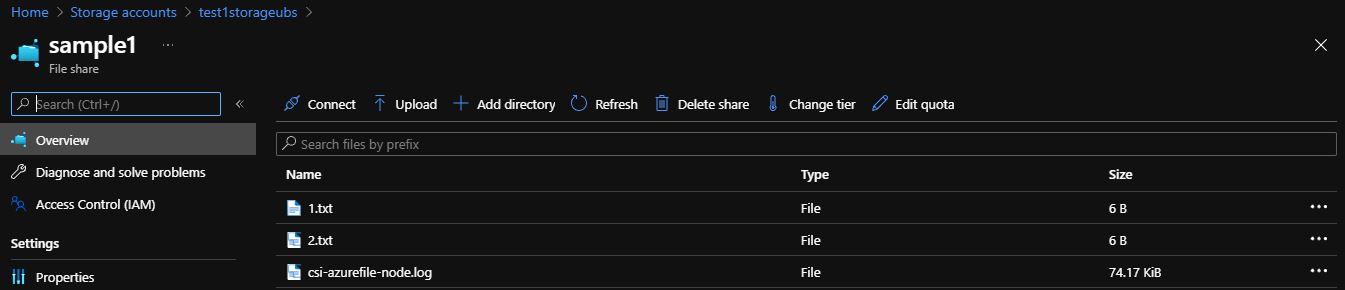 Home > Storage accounts > test1storageubs >
sample1 ...
File share
Search (Ctrl+/) «
Connect Upload Add directory Refresh Delete share Change tier Edit quota
Overview
Search files by prefix
Diagnose and solve problems
Name Type Size
Access Control (IAM)
1.txt File 6 B ...
Settings
2.txt File 6 B ...
Properties
csi-azurefile-node.log File 74.17 KiB ...